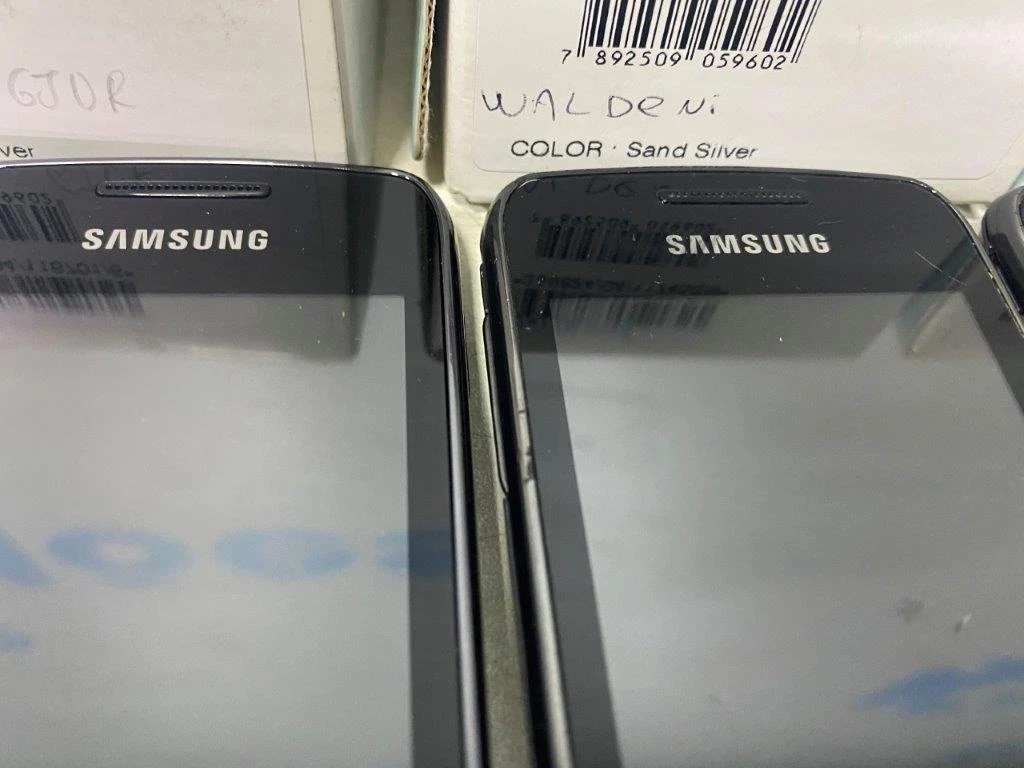 7 892509 059602
GJOR
WALDENi
ver
COLOR · Sand Silver
SAMSUNG
SAMSUNG